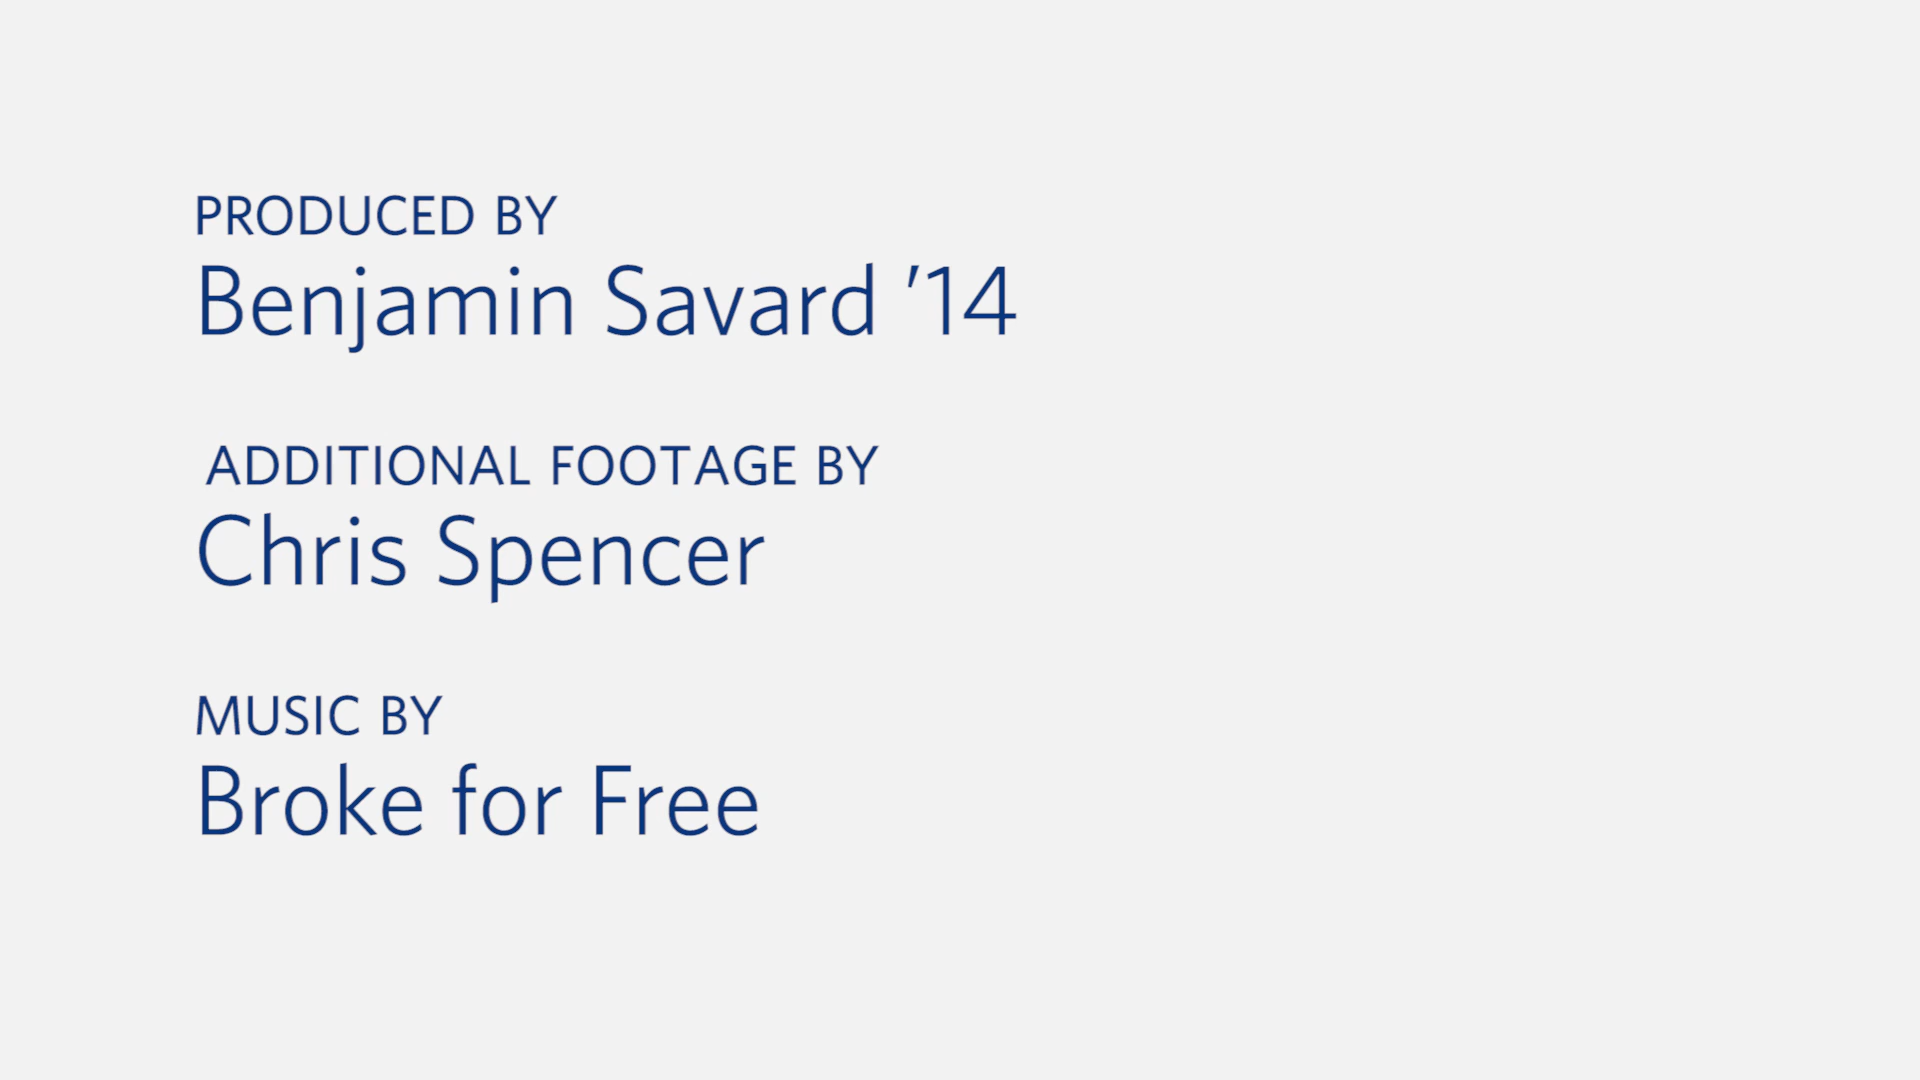 PRODUCED BY
Benjamin Savard ’14
ADDITIONAL FOOTAGE BY
Chris Spencer
MUSIC BY
Broke for Free